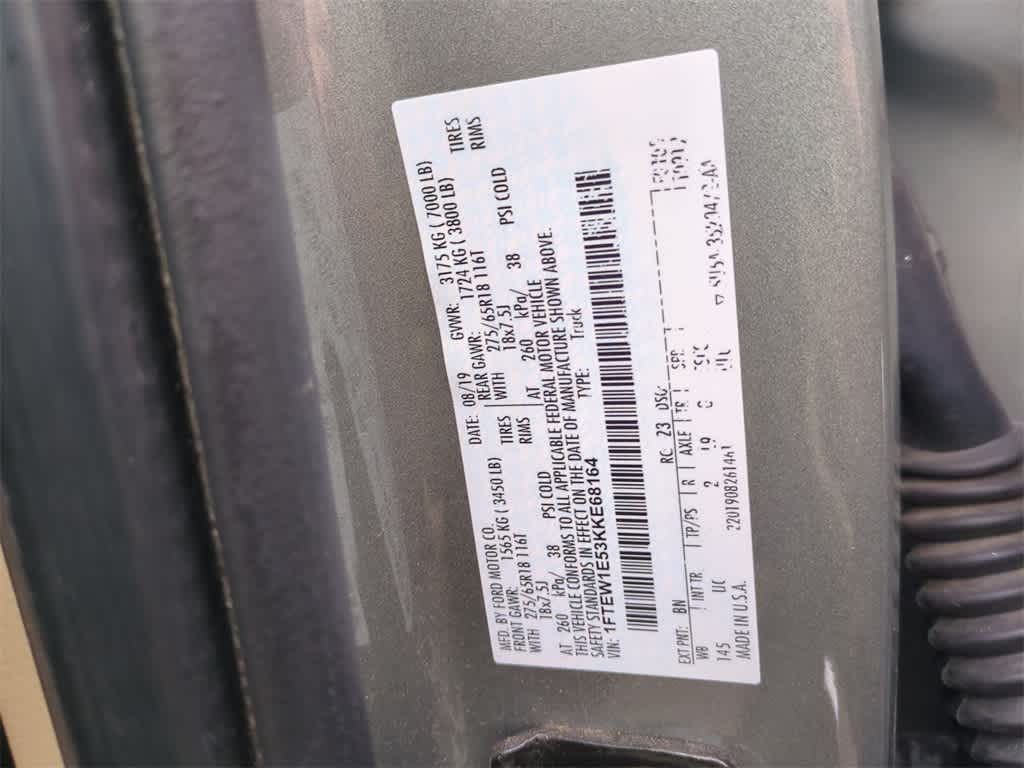 MFD. BY FORD MOTOR CO. DATE: 08/19 GVWR: 3175 KG ( 7000 LB)
FRONT GAWR: 1565 KG ( 3450 LB) REAR GAWR: 1724 KG ( 3800 LB)
WITH 275/65R18 116T TIRES WITH 275/65R18 116T TIRES
18x7.5J RIMS 18x7.5J RIMS
AT 260 kPa/ 38 PSI COLD AT 260 kPa/ 38 PSI COLD
THIS VEHICLE CONFORMS TO ALL APPLICABLE FEDERAL MOTOR VEHICLE
SAFETY STANDARDS IN EFFECT ON THE DATE OF MANUFACTURE SHOWN ABOVE.
VIN: 1FTEW1E53KKE68164 TYPE: Truck
EXT PNT: BN RC 23 DSO
WB INT TR TP/PS R AXLE TR SPR
145 UC 2 19
MADE IN U.S.A.